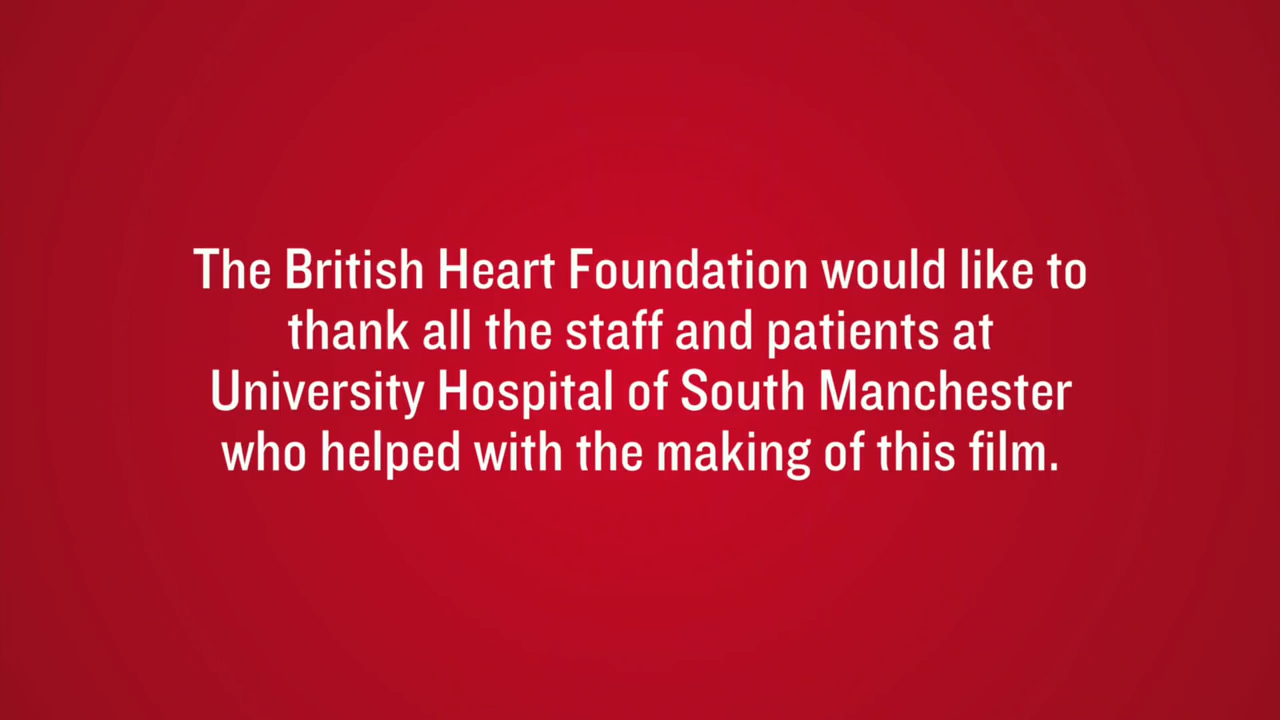 The British Heart Foundation would like to
thank all the staff and patients at
University Hospital of South Manchester
who helped with the making of this film.